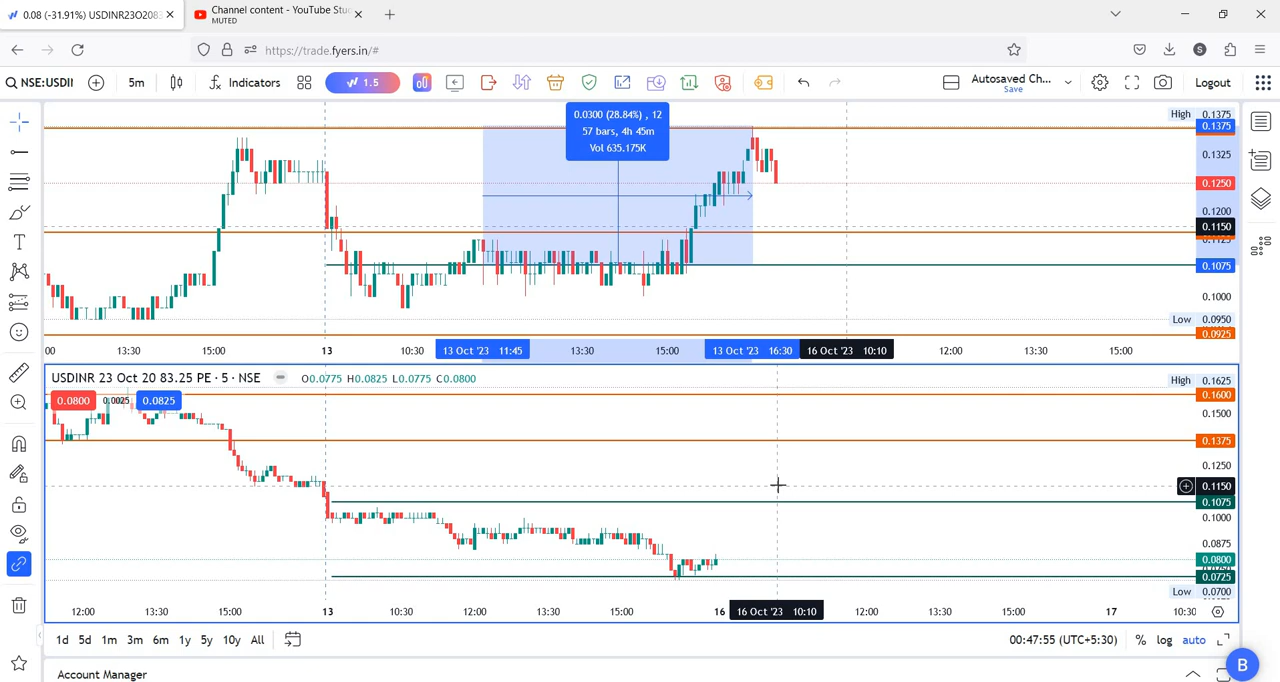 0.08 (-31.91%) USDINR23O2083
Channel content - YouTube Stu
MUTED
https://trade.fyers.in/#
NSE:USDII
5m
Indicators
1.5
Autosaved Ch...
Save
Logout
0.0300 (28.84%) , 12
57 bars, 4h 45m
Vol 635.175K
High 0.1375
0.1375
0.1325
0.1250
0.1200
0.1150
0.1125
0.1075
0.1000
Low 0.0950
0.0925
00 13:30 15:00 13 10:30 13 Oct '23 11:45 13:30 15:00 13 Oct '23 16:30 16 Oct '23 10:10 12:00 13:30 15:00
USDINR 23 Oct 20 83.25 PE · 5 · NSE O0.0775 H0.0825 L0.0775 C0.0800
0.0800 0.0025 0.0825
High 0.1625
0.1600
0.1500
0.1375
0.1250
0.1150
0.1075
0.1000
0.0875
0.0800
0.0725
Low 0.0700
12:00 13:30 15:00 13 10:30 12:00 13:30 15:00 16 16 Oct '23 10:10 12:00 13:30 15:00 17 10:30
1d 5d 1m 3m 6m 1y 5y 10y All 00:47:55 (UTC+5:30) % log auto
Account Manager
B